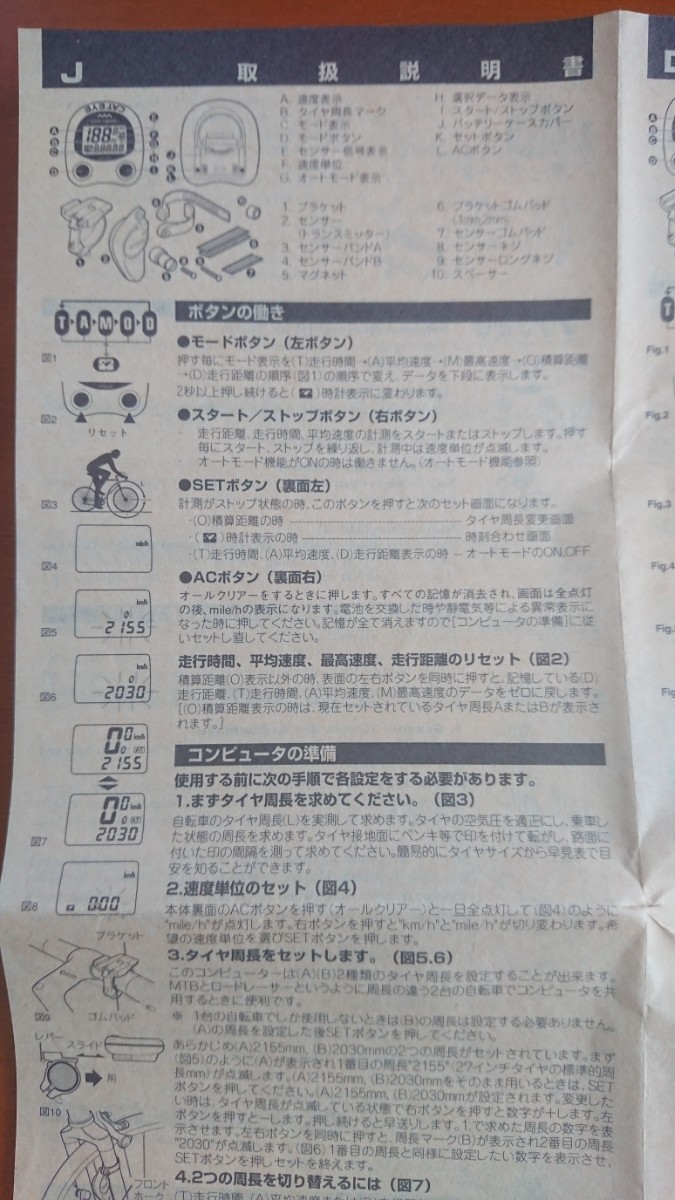 J 取扱説明書
D
CATEYE
A. 速度表示
B. タイヤ周長マーク
C. モード表示
D. モードボタン
E. センサー信号表示
F. 速度単位
G. オートモード表示
H. 選択データ表示
I. スタート/ストップボタン
J. バッテリーケースカバー
K. セットボタン
L. ACボタン
1. ブラケット
2. センサー
(トランスミッター)
3. センサーバンドA
4. センサーバンドB
5. マグネット
6. ブラケットゴムパッド
(1mm,2mm)
7. センサーゴムパッド
8. センサーネジ
9. センサーロングネジ
10. スペーサー
T A M O D
図1
図2
リセット
図3
L
図4
mile/h
図5
km/h
2155
図6
km/h
2030
2155
2030
図7
図8
km/h
0.00
ブラケット
図9
ゴムパッド
レバー
スライド
前
図10
フロント
ホーク
ボタンの働き
●モードボタン（左ボタン）
押す毎にモード表示を(T)走行時間→(A)平均速度→(M)最高速度→(O)積算距離
→(D)走行距離の順序(図1)の順序で変え、データを下段に表示します。
2秒以上押し続けると( )時計表示に変わります。
●スタート／ストップボタン（右ボタン）
走行距離、走行時間、平均速度の計測をスタートまたはストップします。押す
毎にスタート、ストップを繰り返し、計測中は速度単位が点滅します。
オートモード機能がONの時は働きません。(オートモード機能参照)
●SETボタン（裏面左）
計測がストップ状態の時、このボタンを押すと次のセット画面になります。
･(O)積算距離の時 ---- タイヤ周長変更画面
･( )時計表示の時 ---- 時刻合わせ画面
･(T)走行時間、(A)平均速度、(D)走行距離表示の時 -- オートモードのON,OFF
●ACボタン（裏面右）
オールクリアーをするときに押します。すべての記憶が消去され、画面は全点灯
の後、mile/hの表示になります。電池を交換した時や静電気等による異常表示に
なった時に押してください。記憶が全て消えますので[コンピュータの準備]に従
いセットし直してください。
走行時間、平均速度、最高速度、走行距離のリセット（図2）
積算距離(O)表示以外の時、表面の左右ボタンを同時に押すと、記憶している(D)
走行距離、(T)走行時間、(A)平均速度、(M)最高速度のデータをゼロに戻します。
[(O)積算距離表示の時は、現在セットされているタイヤ周長AまたはBが表示さ
れます。]
コンピュータの準備
使用する前に次の手順で各設定をする必要があります。
1.まずタイヤ周長を求めてください。（図3）
自転車のタイヤ周長(L)を実測して求めます。タイヤの空気圧を適正にし、乗車し
た状態の周長を求めます。タイヤ接地面にペンキ等で印を付けて転がし、路面に
付いた印の間隔を測って求めてください。簡易的にタイヤサイズから早見表で目
安を知ることができます。
2.速度単位のセット（図4）
本体裏面のACボタンを押す(オールクリアー)と一旦全点灯して(図4)のように
"mile/h"が点灯します。右ボタンを押すと"km/h"と"mile/h"が切り変わります。希
望の速度単位を選びSETボタンを押します。
3.タイヤ周長をセットします。（図5.6）
このコンピューターは(A)(B)2種類のタイヤ周長を設定することが出来ます。
MTBとロードレーサーというように周長の違う2台の自転車でコンピュータを共
用するときに便利です。
※ 1台の自転車でしか使用しないときは(B)の周長は設定する必要ありません。
(A)の周長を設定した後SETボタンを押してください。
あらかじめ(A)2155mm, (B)2030mmの2つの周長がセットされています。まず
(図5)のように(A)が表示され1番目の周長"2155"(27インチタイヤの標準的周
長mm)が点滅します。(A)2155mm, (B)2030mmをそのまま用いるときは、SET
ボタンを押してください。(A)2155mm, (B)2030mmが設定されます。変更した
い時は、タイヤ周長が点滅している状態で右ボタンを押すと数字が＋します。左
ボタンを押すと－します。押し続けると早送りします。1.で求めた周長の数字を表
示させます。左右ボタンを同時に押すと、周長マーク(B)が表示され2番目の周長
"2030"が点滅します。(図6)1番目の周長と同様に設定したい数字を表示させ、
SETボタンを押しセットを終えます。
4.2つの周長を切り替えるには（図7）
Fig.1
Fig.2
Fig.3
Fig.4